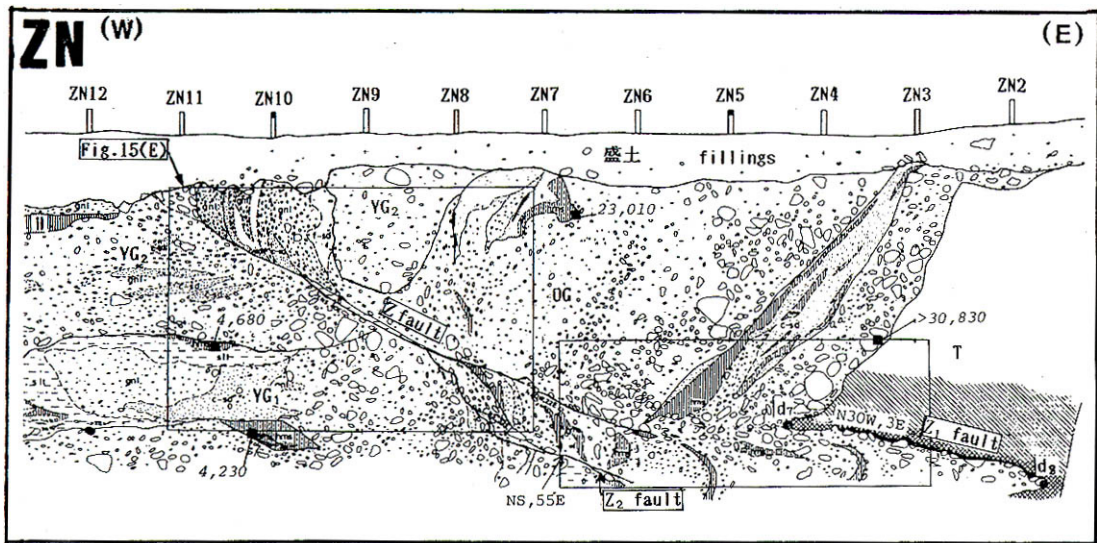 ZN (W)
(E)
ZN12 ZN11 ZN10 ZN9 ZN8 ZN7 ZN6 ZN5 ZN4 ZN3 ZN2
Fig.15(E)
盛土 fillings
gnl
YG2
23,010
YG2
OG
Z fault
>30,830
T
YG1
gnl
d7
N30W,3E
Z1 fault
d8
4,230
NS,55E
Z2 fault